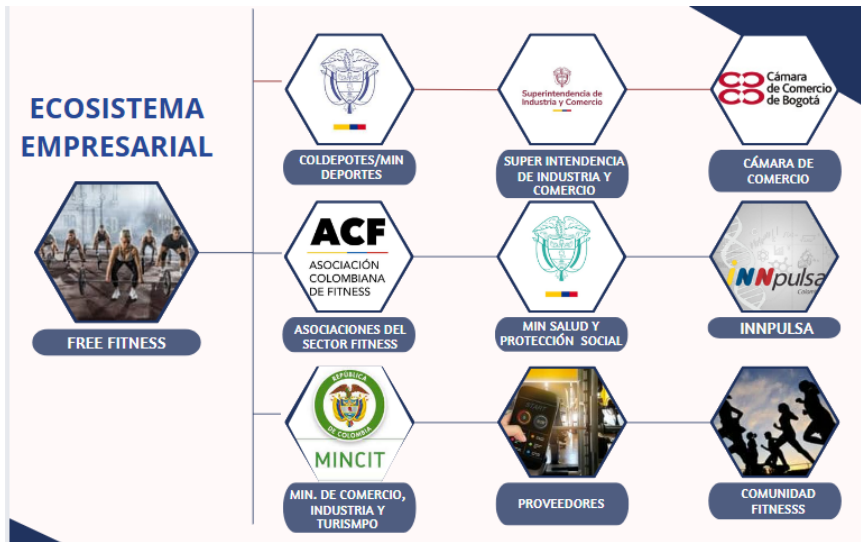 ECOSISTEMA
EMPRESARIAL
FREE FITNESS
COLDEPOTES/MIN
DEPORTES
Superintendencia de
Industria y Comercio
SUPER INTENDENCIA
DE INDUSTRIA Y
COMERCIO
Cámara
de Comercio
de Bogotá
CÁMARA DE
COMERCIO
ACF
ASOCIACIÓN
COLOMBIANA
DE FITNESS
ASOCIACIONES DEL
SECTOR FITNESS
MIN SALUD Y
PROTECCIÓN SOCIAL
iNNpulsa
INNPULSA
REPÚBLICA
DE COLOMBIA
MINCIT
MIN. DE COMERCIO,
INDUSTRIA Y
TURISMPO
PROVEEDORES
COMUNIDAD
FITNESSS